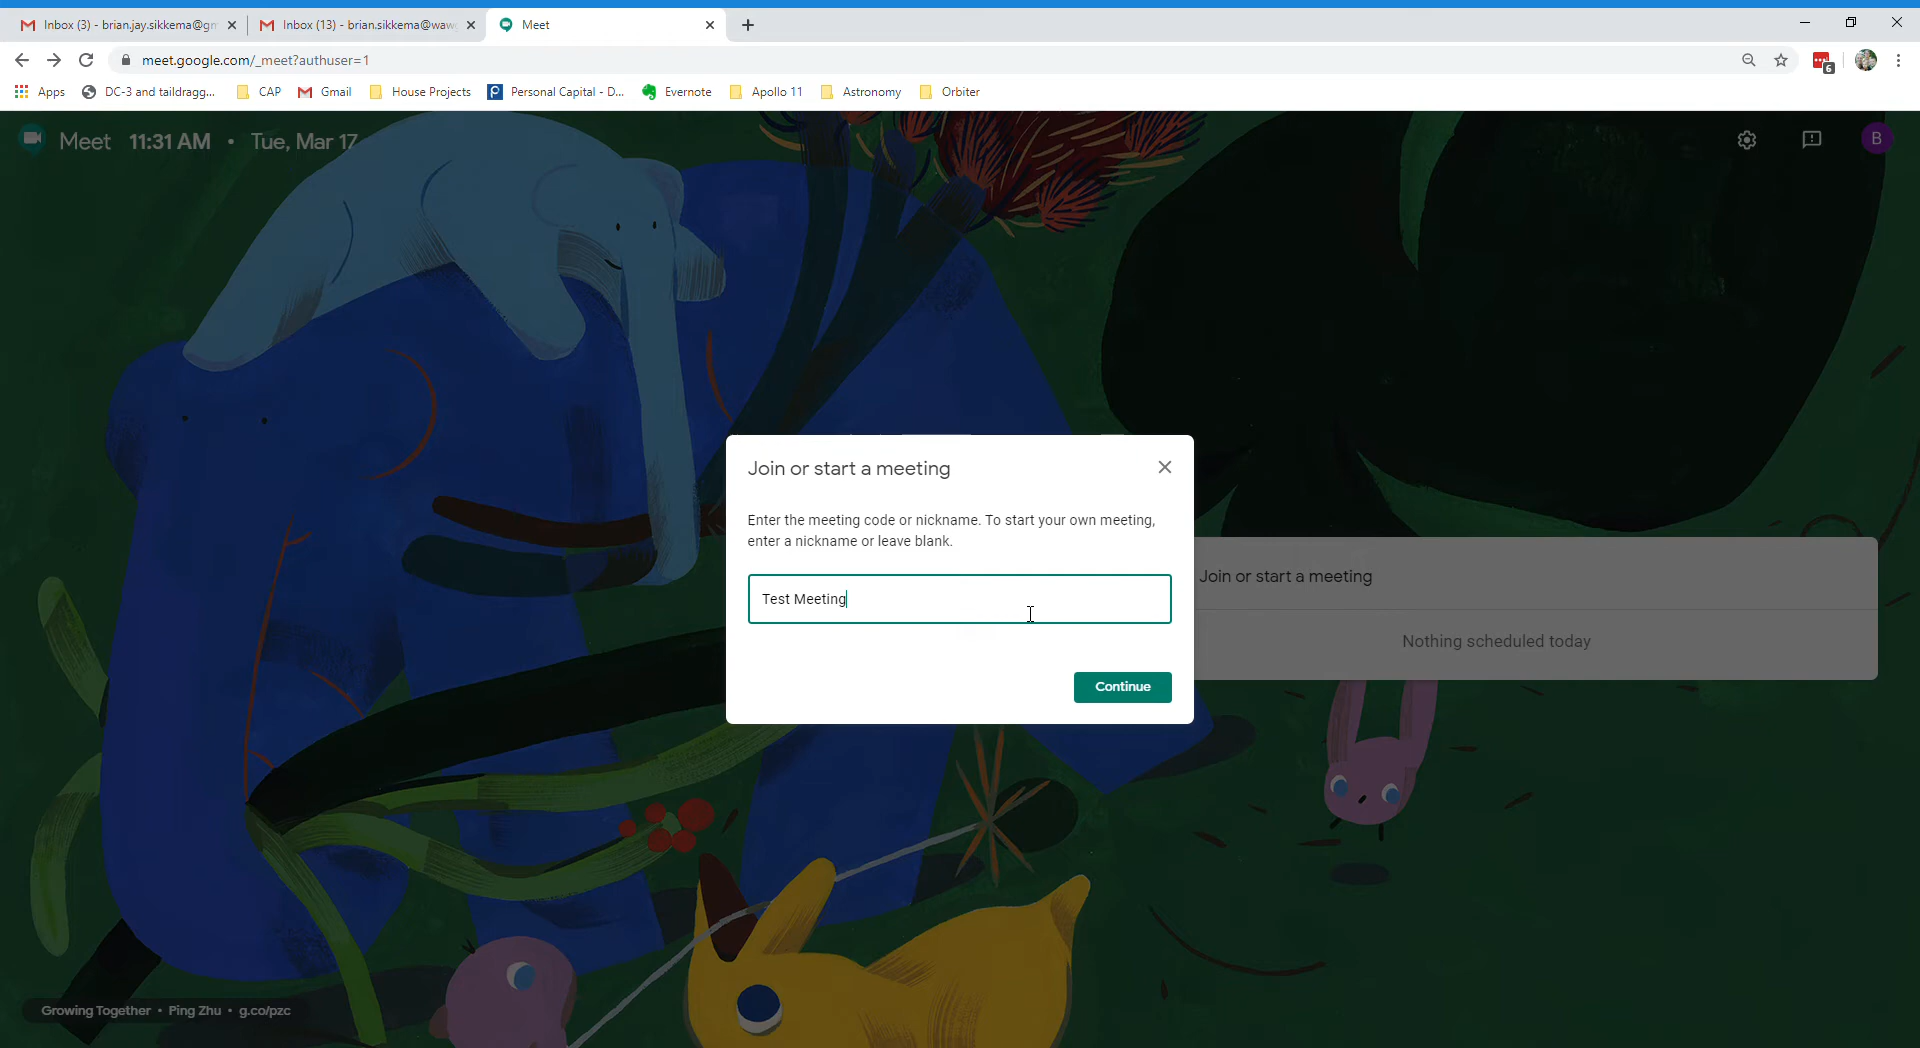 Inbox (3) - brian.jay.sikkema@gm
Inbox (13) - brian.sikkema@waw
Meet
meet.google.com/_meet?authuser=1
6
Apps
DC-3 and taildragg...
CAP
Gmail
House Projects
Personal Capital - D...
Evernote
Apollo 11
Astronomy
Orbiter
Meet 11:31 AM • Tue, Mar 17
B
Join or start a meeting
Enter the meeting code or nickname. To start your own meeting,
enter a nickname or leave blank.
Test Meeting
Continue
Join or start a meeting
Nothing scheduled today
Growing Together • Ping Zhu • g.co/pzc